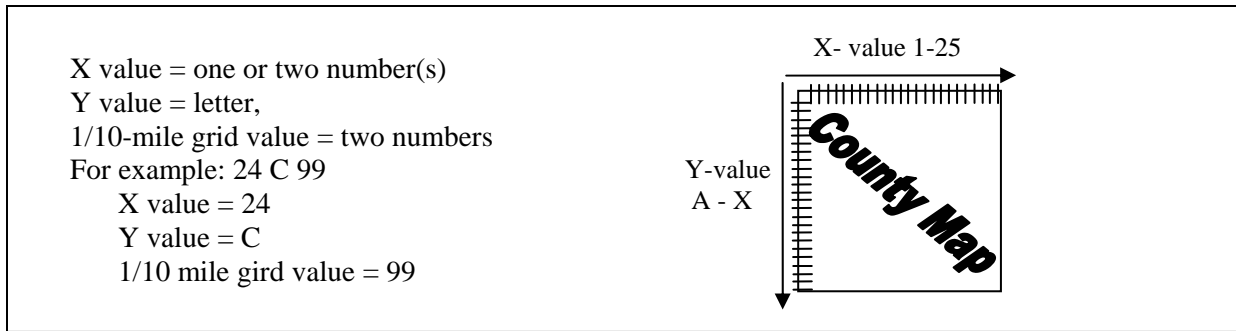 X value = one or two number(s)
Y value = letter,
1/10-mile grid value = two numbers
For example: 24 C 99
X value = 24
Y value = C
1/10 mile gird value = 99
X- value 1-25
Y-value
A - X
County Map